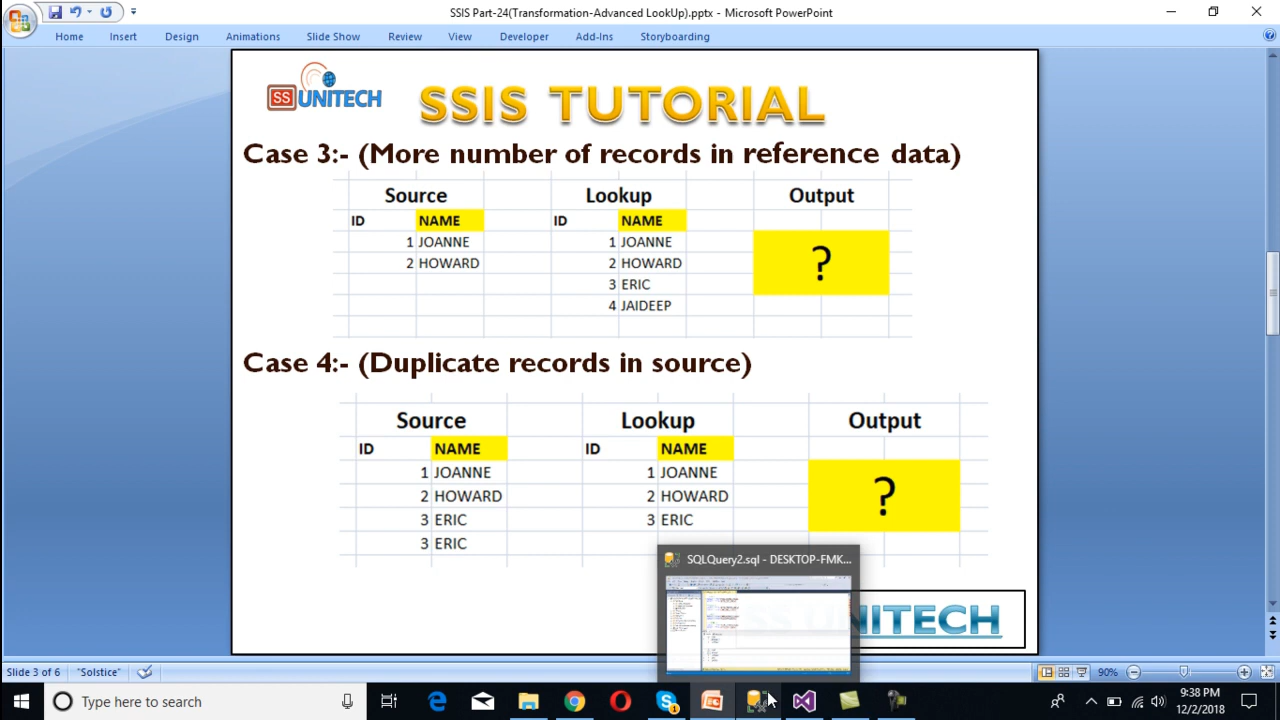 SSIS Part-24(Transformation-Advanced LookUp).pptx - Microsoft PowerPoint
Home Insert Design Animations Slide Show Review View Developer Add-Ins Storyboarding
SS UNITECH
SSIS TUTORIAL
Case 3:- (More number of records in reference data)
Source Lookup Output
ID NAME ID NAME
1 JOANNE 1 JOANNE
2 HOWARD 2 HOWARD
?
3 ERIC
4 JAIDEEP
Case 4:- (Duplicate records in source)
Source Lookup Output
ID NAME ID NAME
1 JOANNE 1 JOANNE
2 HOWARD 2 HOWARD
?
3 ERIC 3 ERIC
3 ERIC
SQLQuery2.sql - DESKTOP-FMK...
UNITECH
Slide 3 of 6 "Solstice" 90%
Type here to search
9:38 PM
12/2/2018